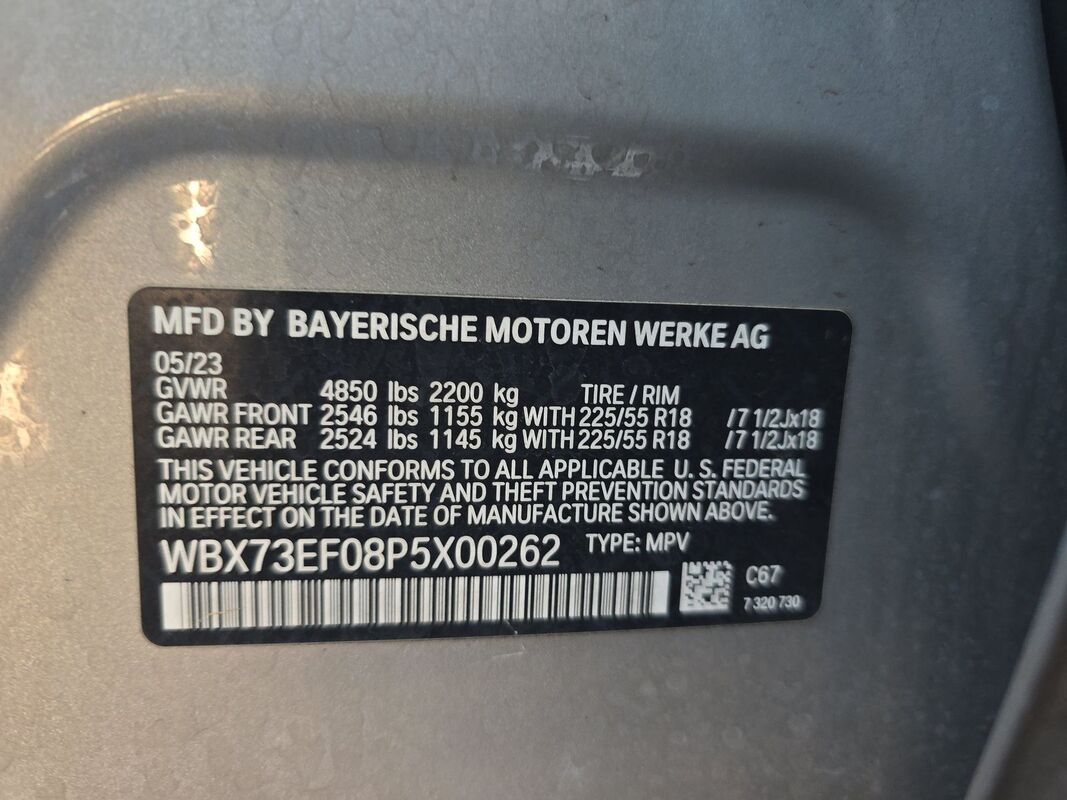 MFD BY BAYERISCHE MOTOREN WERKE AG
05/23
GVWR 4850 lbs 2200 kg TIRE / RIM
GAWR FRONT 2546 lbs 1155 kg WITH 225/55 R18 /7 1/2Jx18
GAWR REAR 2524 lbs 1145 kg WITH 225/55 R18 /7 1/2Jx18
THIS VEHICLE CONFORMS TO ALL APPLICABLE U. S. FEDERAL
MOTOR VEHICLE SAFETY AND THEFT PREVENTION STANDARDS
IN EFFECT ON THE DATE OF MANUFACTURE SHOWN ABOVE.
WBX73EF08P5X00262 TYPE: MPV
C67
7 320 730